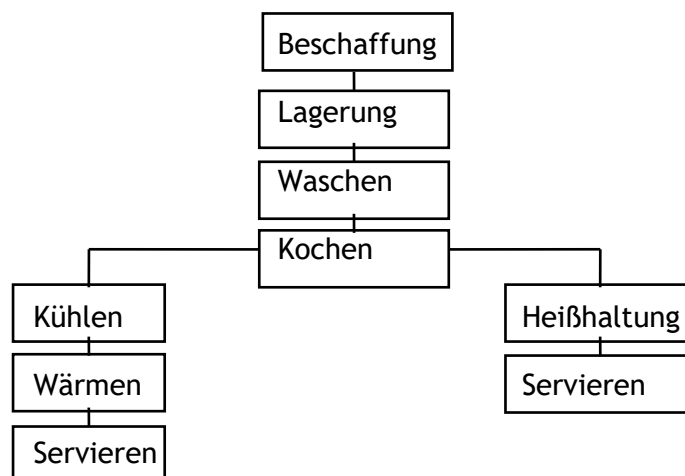 Beschaffung
Lagerung
Waschen
Kochen
Kühlen
Heißhaltung
Wärmen
Servieren
Servieren